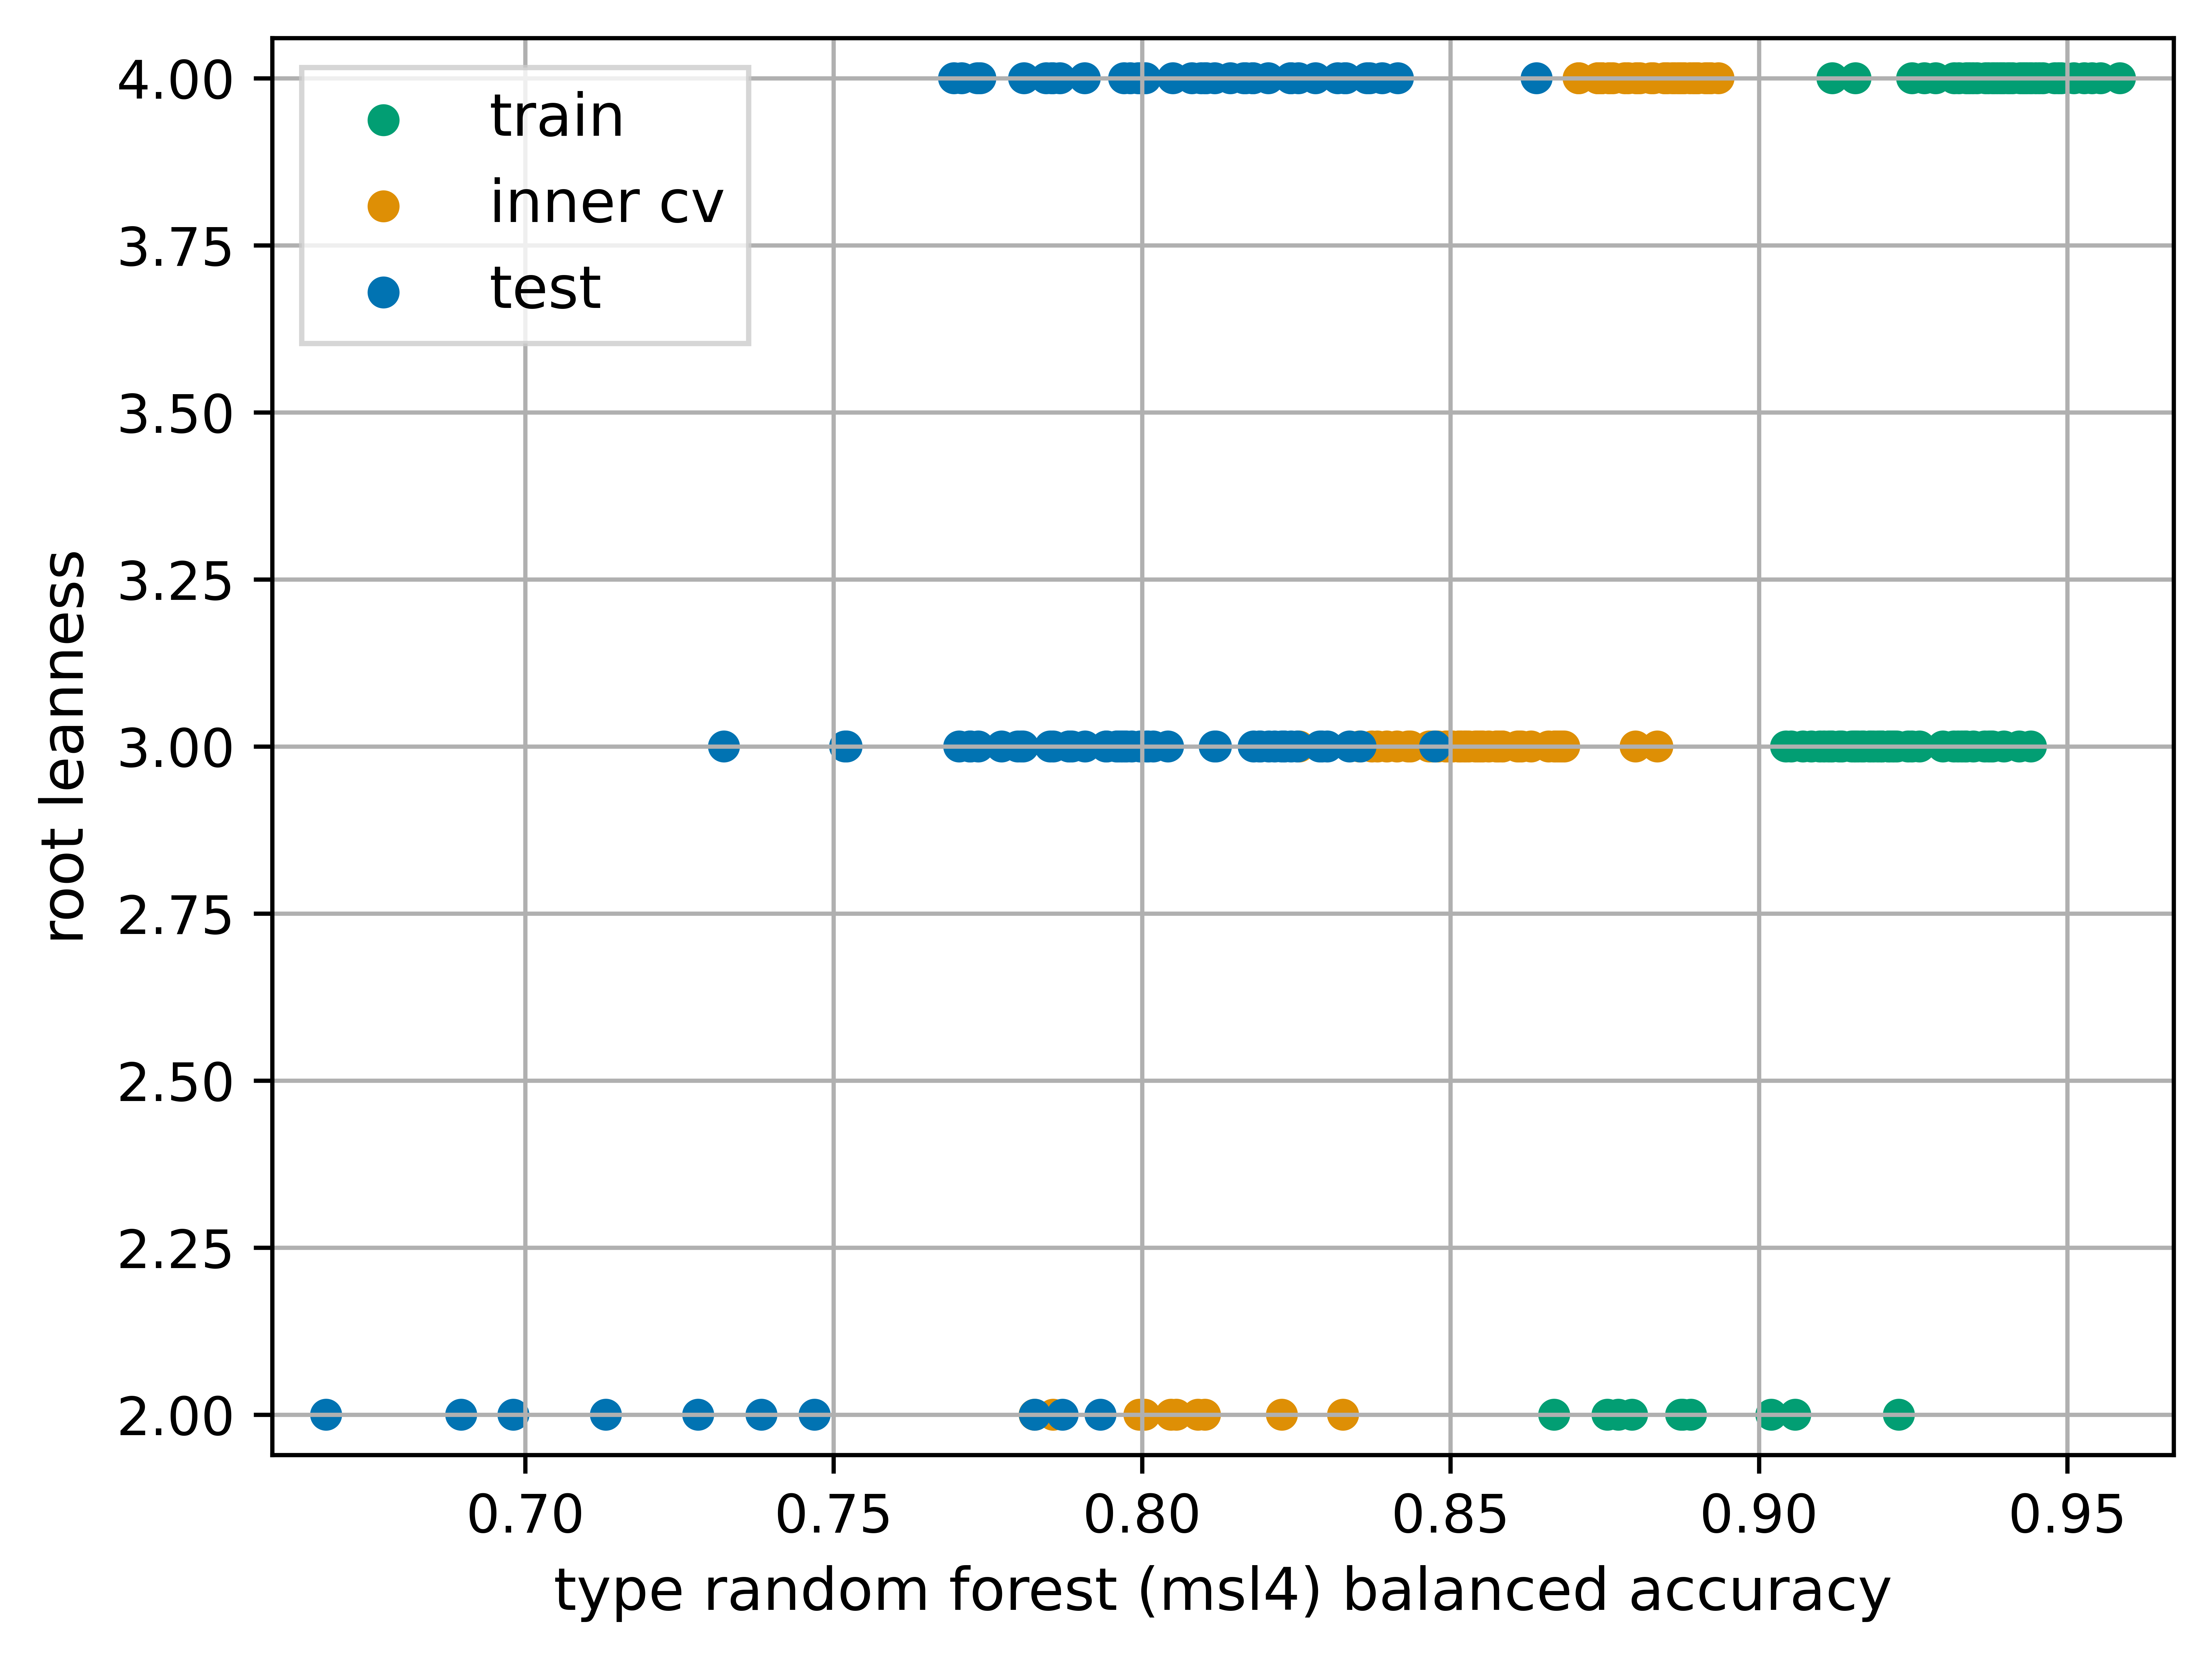 train
inner cv
test
4.00
3.75
3.50
3.25
3.00
2.75
2.50
2.25
2.00
root leanness
0.70 0.75 0.80 0.85 0.90 0.95
type random forest (msl4) balanced accuracy